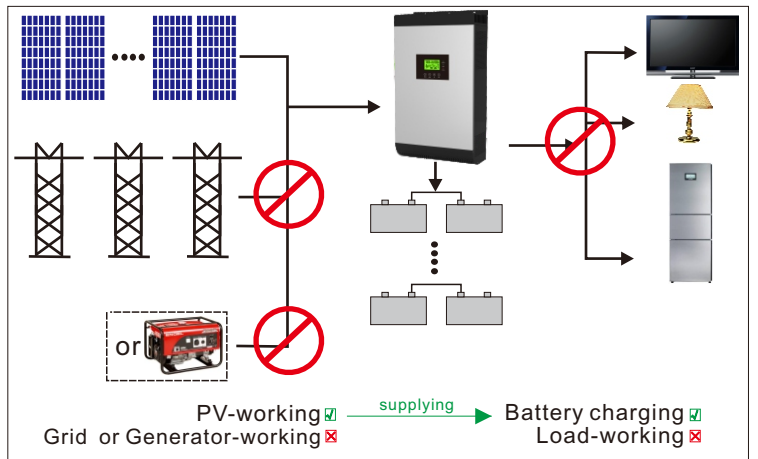 or
supplying
PV-working ☑ Battery charging ☑
Grid or Generator-working ☒ Load-working ☒